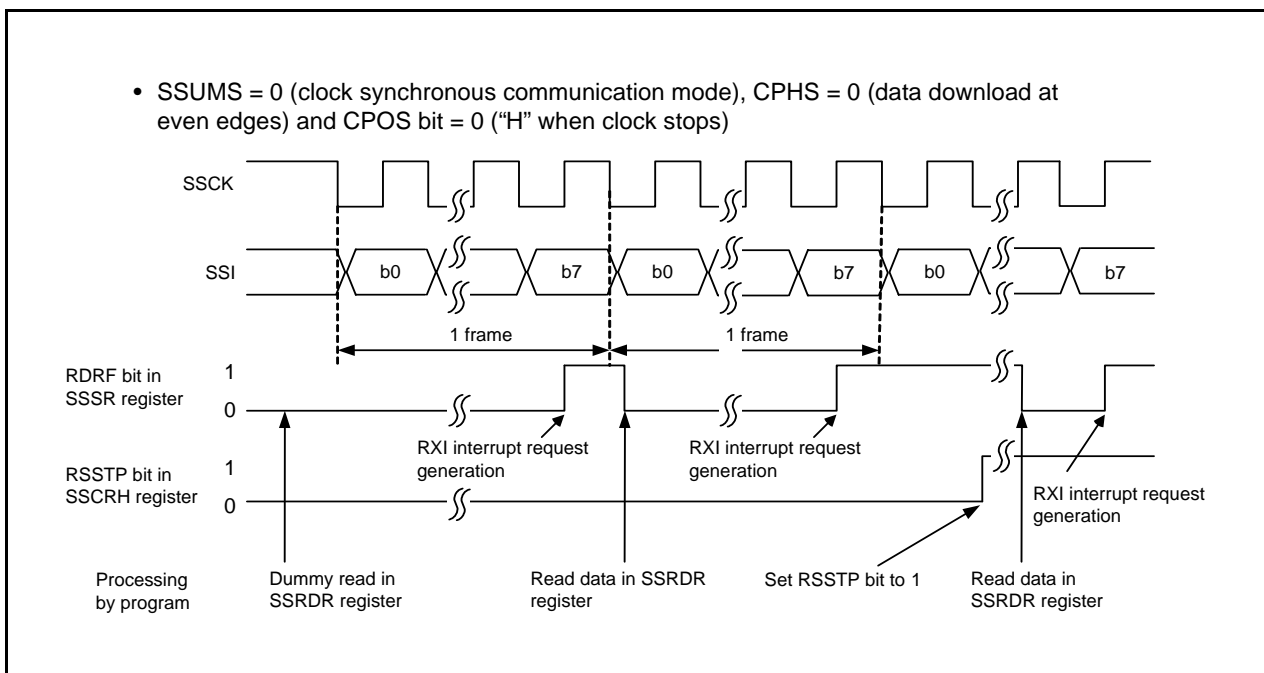 • SSUMS = 0 (clock synchronous communication mode), CPHS = 0 (data download at
even edges) and CPOS bit = 0 (“H” when clock stops)
SSCK
SSI
b0
b7
b0
b7
b0
b7
1 frame
1 frame
RDRF bit in
SSSR register
1
0
RXI interrupt request
generation
RXI interrupt request
generation
RXI interrupt request
generation
RSSTP bit in
SSCRH register
1
0
Processing
by program
Dummy read in
SSRDR register
Read data in SSRDR
register
Set RSSTP bit to 1
Read data in
SSRDR register